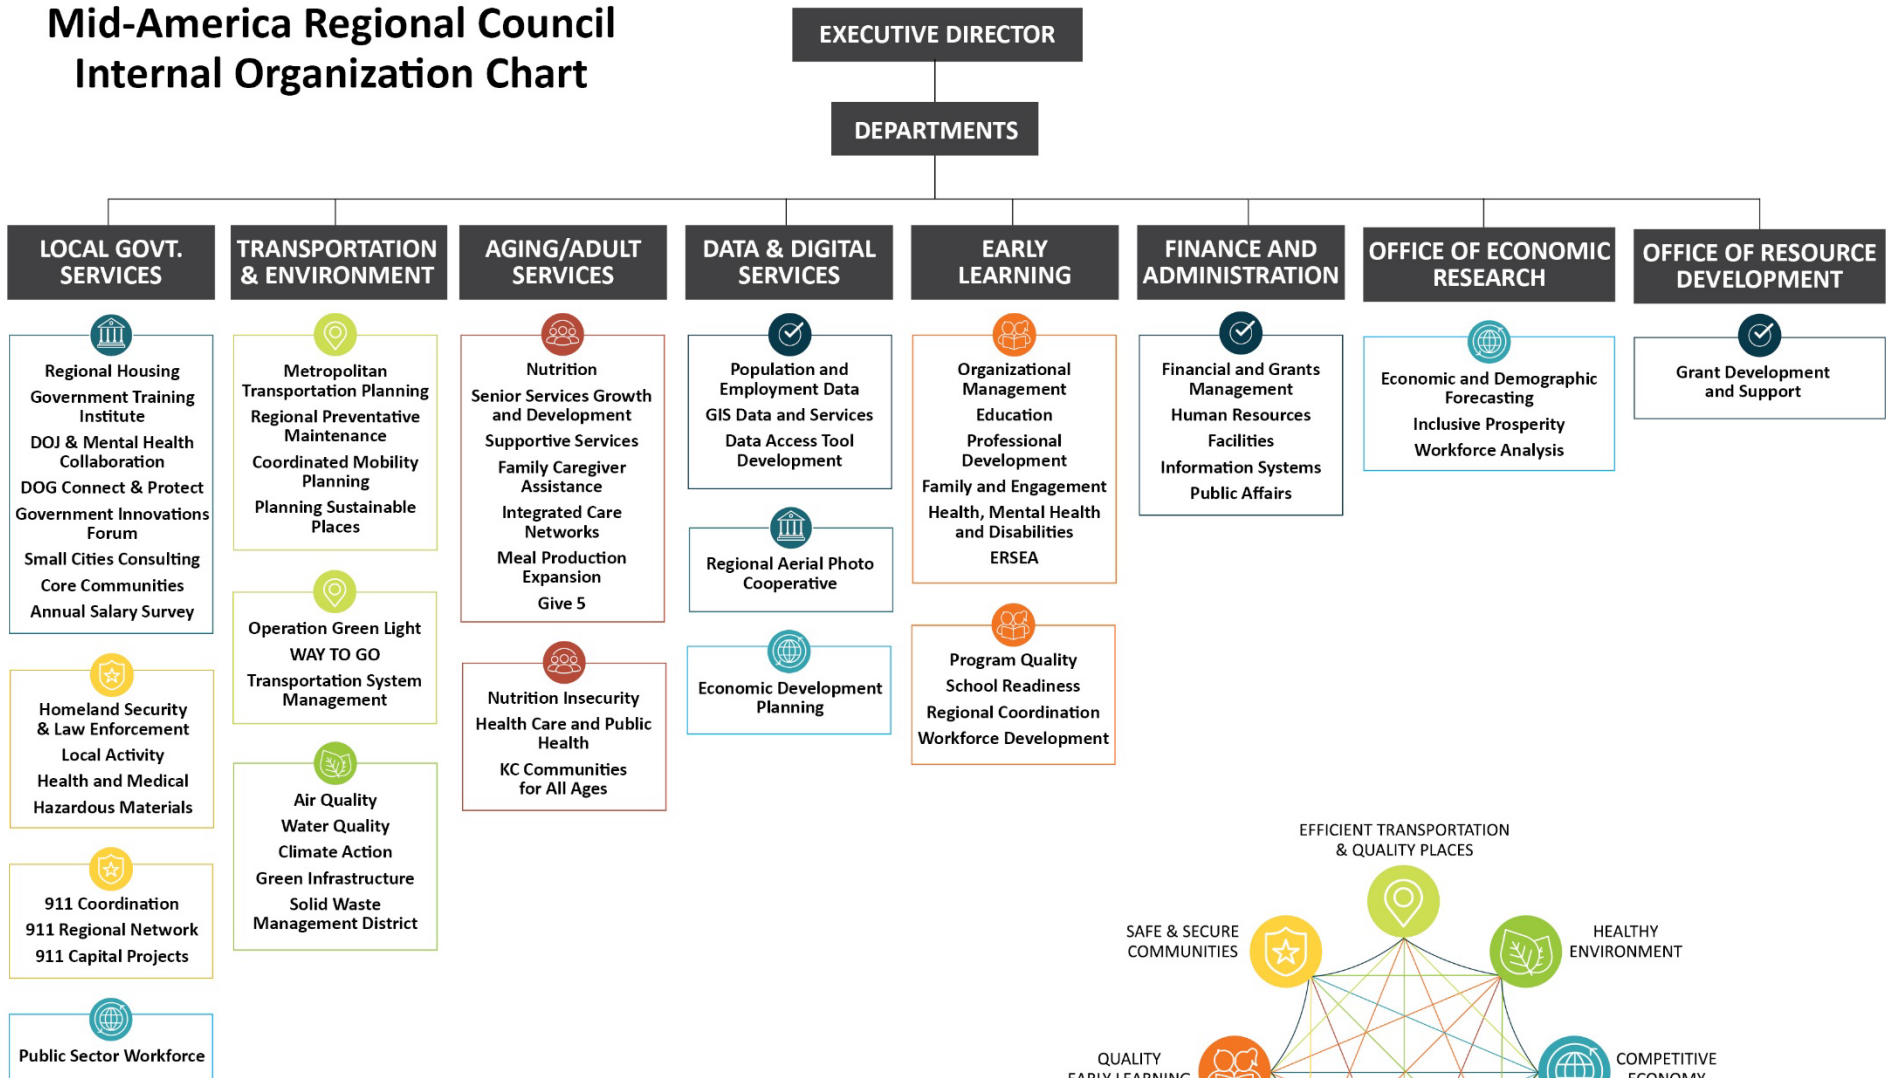 Mid-America Regional Council
Internal Organization Chart
EXECUTIVE DIRECTOR
DEPARTMENTS
LOCAL GOVT.
SERVICES
Regional Housing
Government Training
Institute
DOJ & Mental Health
Collaboration
DOG Connect & Protect
Government Innovations
Forum
Small Cities Consulting
Core Communities
Annual Salary Survey
Homeland Security
& Law Enforcement
Local Activity
Health and Medical
Hazardous Materials
911 Coordination
911 Regional Network
911 Capital Projects
Public Sector Workforce
TRANSPORTATION
& ENVIRONMENT
Metropolitan
Transportation Planning
Regional Preventative
Maintenance
Coordinated Mobility
Planning
Planning Sustainable
Places
Operation Green Light
WAY TO GO
Transportation System
Management
Air Quality
Water Quality
Climate Action
Green Infrastructure
Solid Waste
Management District
AGING/ADULT
SERVICES
Nutrition
Senior Services Growth
and Development
Supportive Services
Family Caregiver
Assistance
Integrated Care
Networks
Meal Production
Expansion
Give 5
Nutrition Insecurity
Health Care and Public
Health
KC Communities
for All Ages
DATA & DIGITAL
SERVICES
Population and
Employment Data
GIS Data and Services
Data Access Tool
Development
Regional Aerial Photo
Cooperative
Economic Development
Planning
EARLY
LEARNING
Organizational
Management
Education
Professional
Development
Family and Engagement
Health, Mental Health
and Disabilities
ERSEA
Program Quality
School Readiness
Regional Coordination
Workforce Development
FINANCE AND
ADMINISTRATION
Financial and Grants
Management
Human Resources
Facilities
Information Systems
Public Affairs
OFFICE OF ECONOMIC
RESEARCH
Economic and Demographic
Forecasting
Inclusive Prosperity
Workforce Analysis
OFFICE OF RESOURCE
DEVELOPMENT
Grant Development
and Support
EFFICIENT TRANSPORTATION
& QUALITY PLACES
SAFE & SECURE
COMMUNITIES
HEALTHY
ENVIRONMENT
QUALITY
EARLY LEARNING
COMPETITIVE
ECONOMY